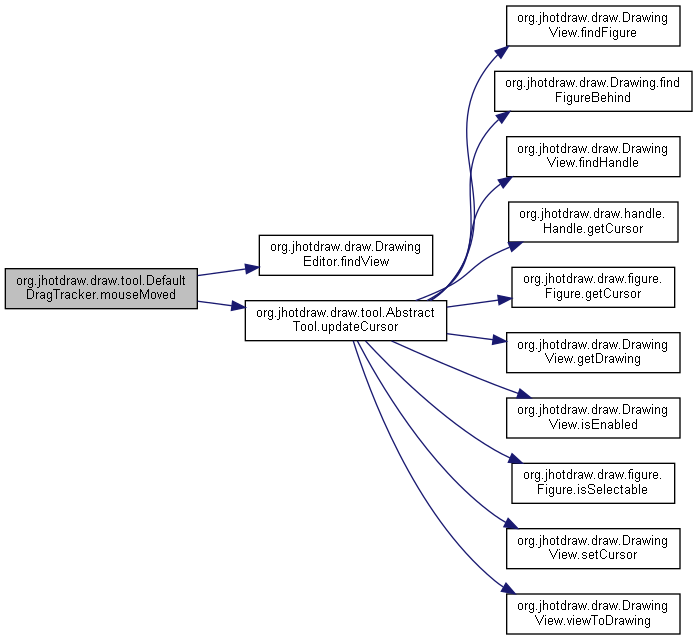 org.jhotdraw.draw.tool.Default
DragTracker.mouseMoved
org.jhotdraw.draw.Drawing
Editor.findView
org.jhotdraw.draw.tool.Abstract
Tool.updateCursor
org.jhotdraw.draw.Drawing
View.findFigure
org.jhotdraw.draw.Drawing.find
FigureBehind
org.jhotdraw.draw.Drawing
View.findHandle
org.jhotdraw.draw.handle.
Handle.getCursor
org.jhotdraw.draw.figure.
Figure.getCursor
org.jhotdraw.draw.Drawing
View.getDrawing
org.jhotdraw.draw.Drawing
View.isEnabled
org.jhotdraw.draw.figure.
Figure.isSelectable
org.jhotdraw.draw.Drawing
View.setCursor
org.jhotdraw.draw.Drawing
View.viewToDrawing